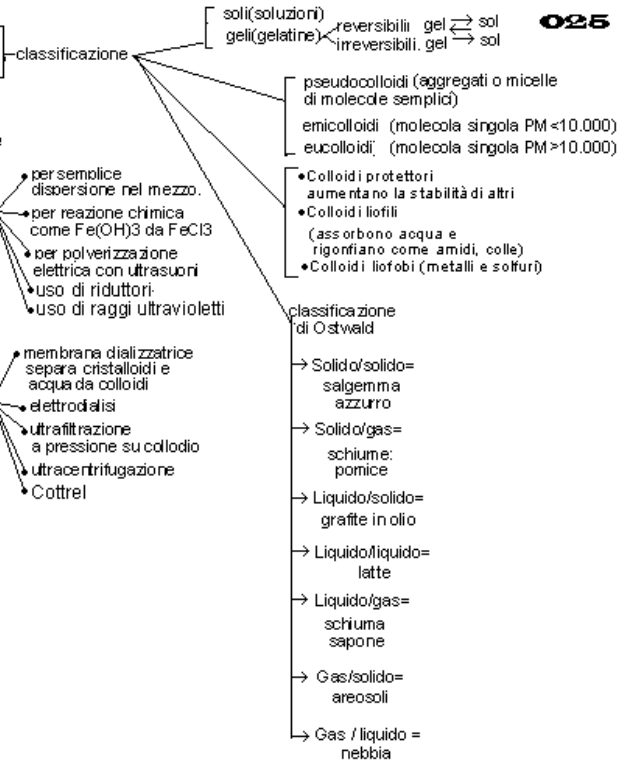 025
soli(soluzioni)
geli(gelatine)
reversibili gel ⇄ sol
irreversibili. gel ⇄ sol
classificazione
pseudocolloidi (aggregati o micelle
di molecole semplici)
emicolloidi (molecola singola PM<10.000)
eucolloidi (molecola singola PM>10.000)
•Colloidi protettori
aumentano la stabilità di altri
•Colloidi liofili
(assorbono acqua e
rigonfiano come amidi, colle)
•Colloidi liofobi (metalli e solfuri)
per semplice
dispersione nel mezzo.
per reazione chimica
come Fe(OH)3 da FeCl3
per polverizzazione
elettrica con ultrasuoni
uso di riduttori
uso di raggi ultravioletti
membrana dializzatrice
separa cristalloidi e
acqua da colloidi
elettrodialisi
ultrafiltrazione
a pressione su collodio
ultracentrifugazione
Cottrel
classificazione
di Ostwald
Solido/solido=
salgemma
azzurro
Solido/gas=
schiume:
pomice
Liquido/solido=
grafite in olio
Liquido/liquido=
latte
Liquido/gas=
schiuma
sapone
Gas/solido=
areosoli
Gas / liquido =
nebbia